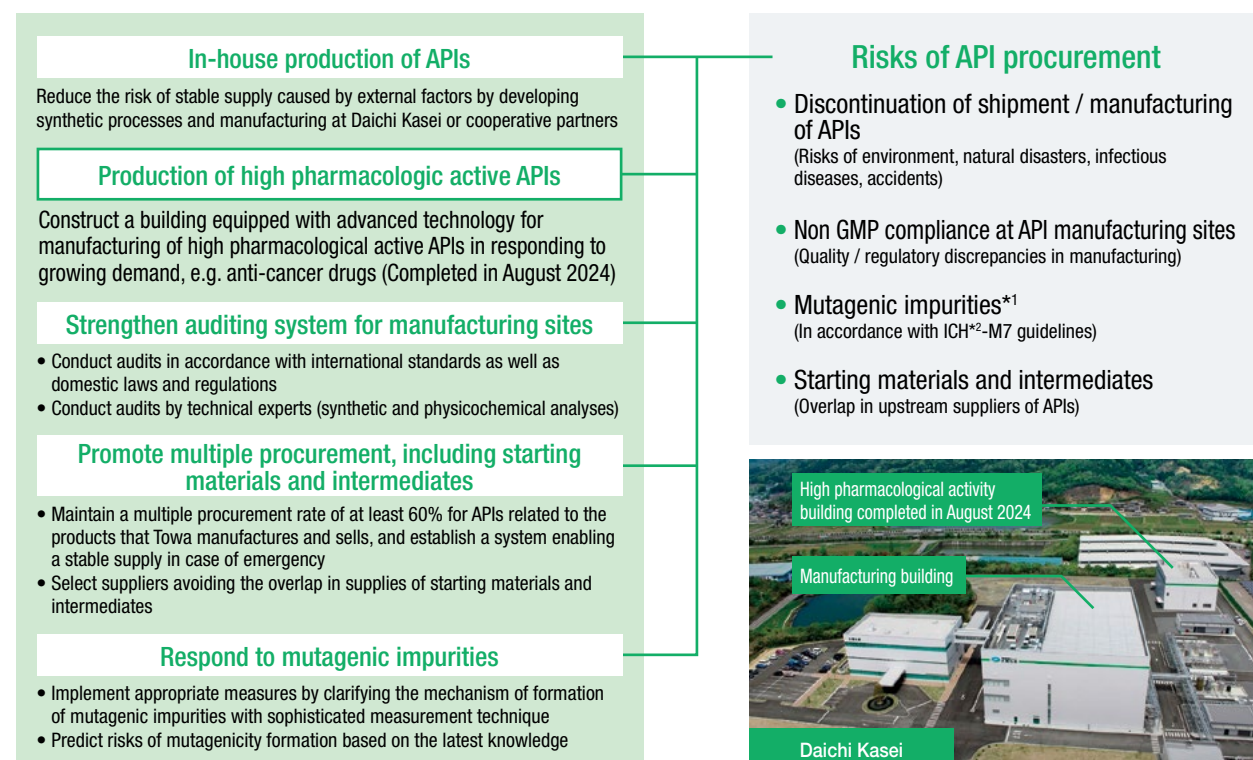 In-house production of APIs
Reduce the risk of stable supply caused by external factors by developing
synthetic processes and manufacturing at Daichi Kasei or cooperative partners
Production of high pharmacologic active APIs
Construct a building equipped with advanced technology for
manufacturing of high pharmacological active APIs in responding to
growing demand, e.g. anti-cancer drugs (Completed in August 2024)
Strengthen auditing system for manufacturing sites
• Conduct audits in accordance with international standards as well as
domestic laws and regulations
• Conduct audits by technical experts (synthetic and physicochemical analyses)
Promote multiple procurement, including starting
materials and intermediates
• Maintain a multiple procurement rate of at least 60% for APIs related to the
products that Towa manufactures and sells, and establish a system enabling
a stable supply in case of emergency
• Select suppliers avoiding the overlap in supplies of starting materials and
intermediates
Respond to mutagenic impurities
• Implement appropriate measures by clarifying the mechanism of formation
of mutagenic impurities with sophisticated measurement technique
• Predict risks of mutagenicity formation based on the latest knowledge
Risks of API procurement
• Discontinuation of shipment / manufacturing
of APIs
(Risks of environment, natural disasters, infectious
diseases, accidents)
• Non GMP compliance at API manufacturing sites
(Quality / regulatory discrepancies in manufacturing)
• Mutagenic impurities*1
(In accordance with ICH*2-M7 guidelines)
• Starting materials and intermediates
(Overlap in upstream suppliers of APIs)
High pharmacological activity
building completed in August 2024
Manufacturing building
Daichi Kasei